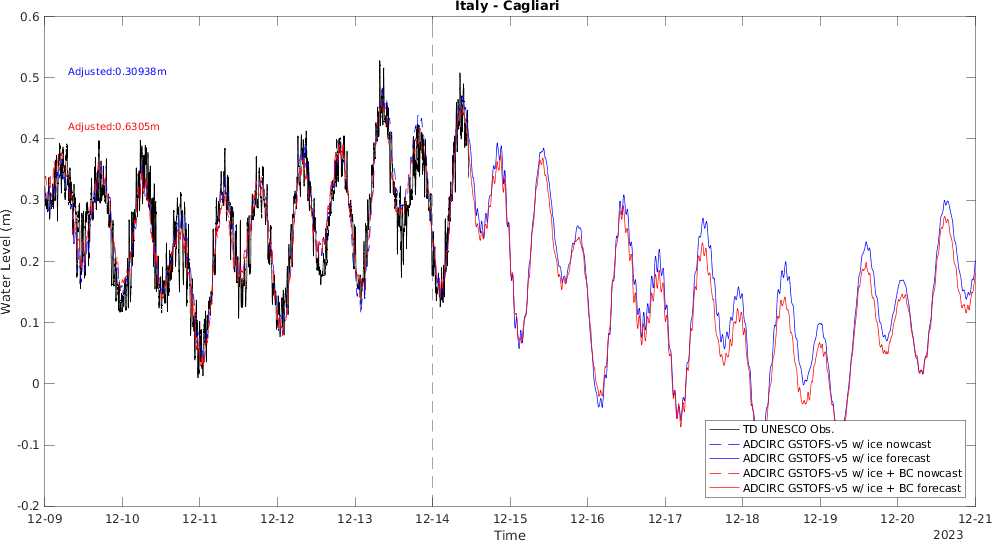 Italy - Cagliari
0.6
0.5
0.4
0.3
0.2
0.1
0
-0.1
-0.2
Water Level (m)
Adjusted:0.30938m
Adjusted:0.6305m
TD UNESCO Obs.
ADCIRC GSTOFS-v5 w/ ice nowcast
ADCIRC GSTOFS-v5 w/ ice forecast
ADCIRC GSTOFS-v5 w/ ice + BC nowcast
ADCIRC GSTOFS-v5 w/ ice + BC forecast
12-09 12-10 12-11 12-12 12-13 12-14 12-15 12-16 12-17 12-18 12-19 12-20 12-21
Time
2023